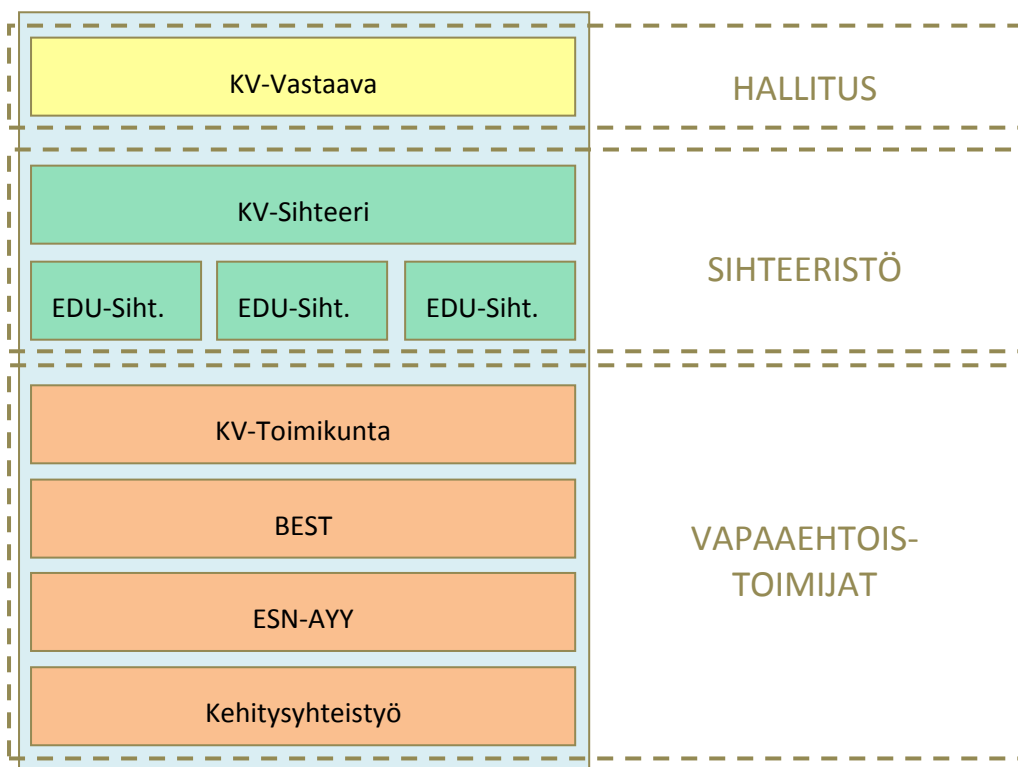 KV-Vastaava
HALLITUS
KV-Sihteeri
EDU-Siht.
EDU-Siht.
EDU-Siht.
SIHTEERISTÖ
KV-Toimikunta
BEST
ESN-AYY
Kehitysyhteistyö
VAPAAEHTOIS-
TOIMIJAT